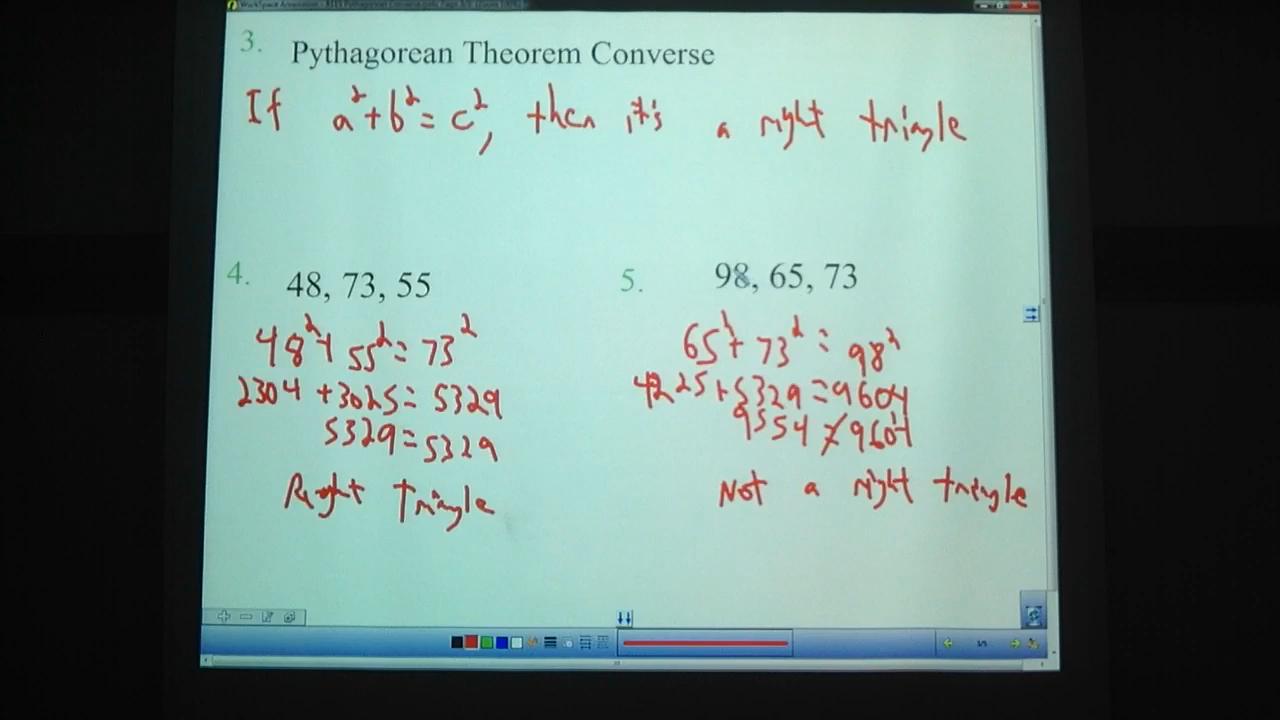 3. Pythagorean Theorem Converse
If a²+b²=c², then it's a right triangle
4. 48, 73, 55
48²+55²=73²
2304+3025=5329
5329=5329
Right Triangle
5. 98, 65, 73
65²+73²=98²
4225+5329=9604
9554≠9604
Not a right triangle